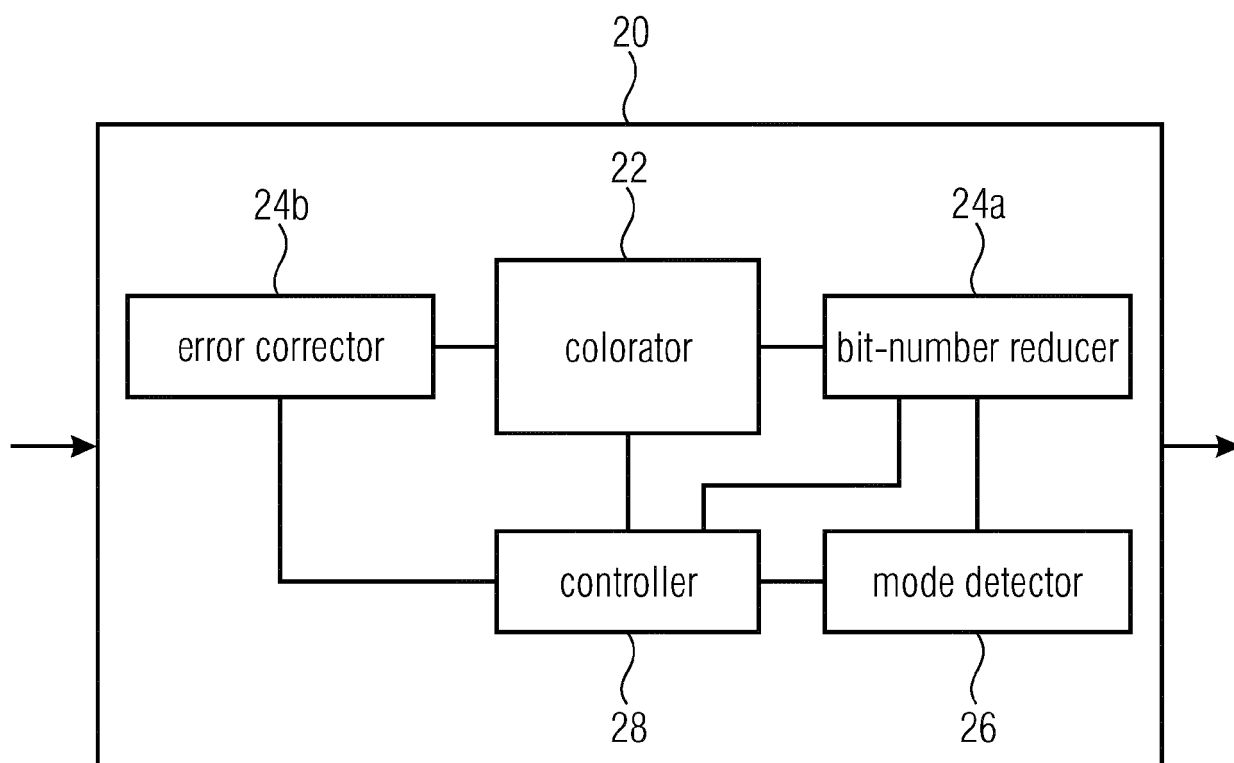 20
22
24b
24a
error corrector
colorator
bit-number reducer
controller
mode detector
28
26